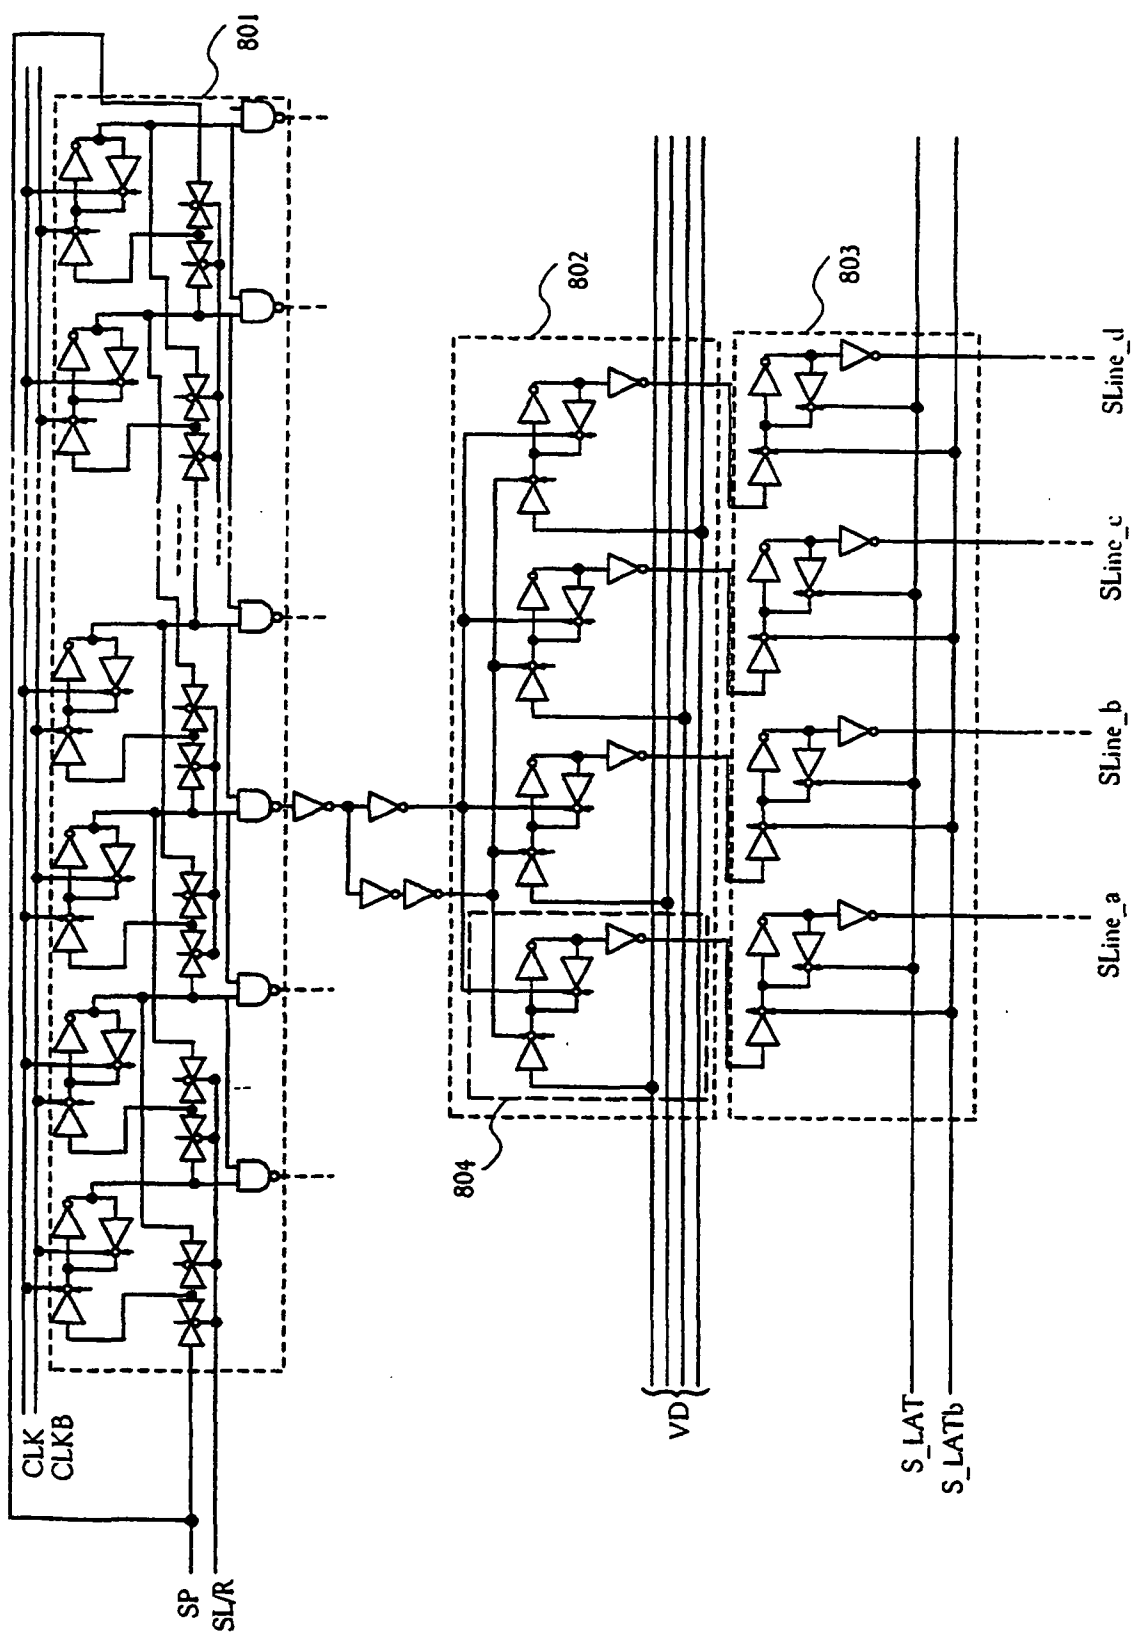 SP
SL/R
CLK
CLKB
801
802
803
804
VD
S_LAT
S_LATb
SLine_a
SLine_b
SLine_c
SLine_d